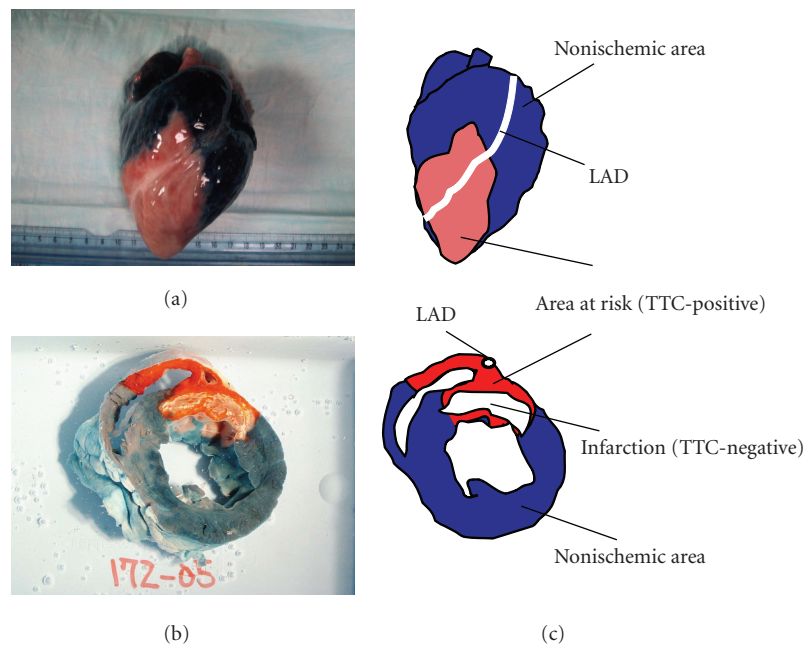 Nonischemic area
LAD
(a)
Area at risk (TTC-positive)
LAD
Infarction (TTC-negative)
Nonischemic area
172-05
(b)
(c)